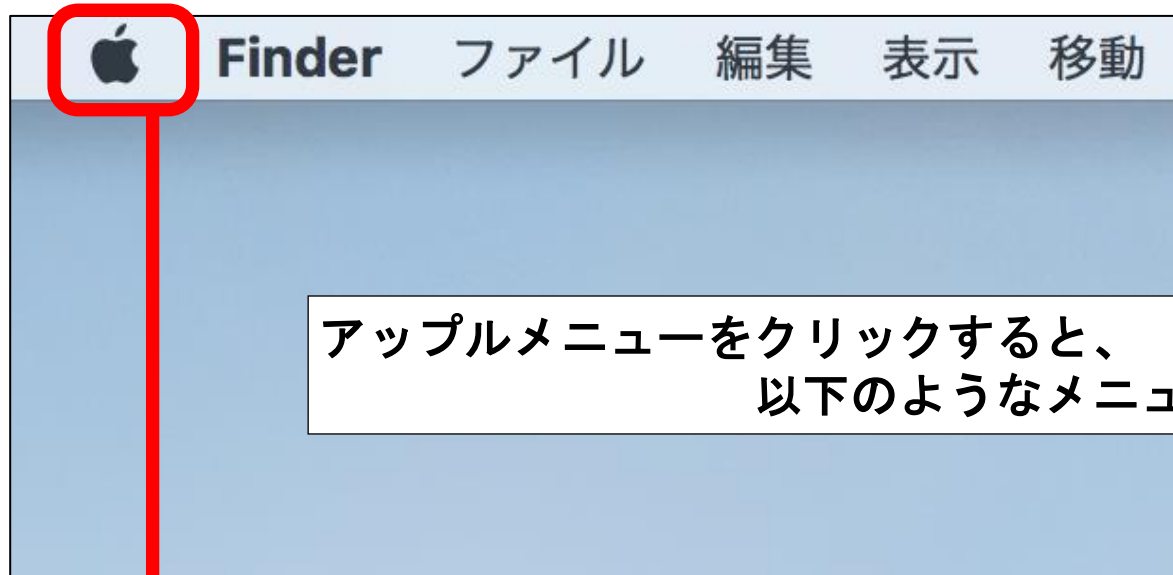 Finder ファイル 編集 表示 移動
アップルメニューをクリックすると、
以下のようなメニュ